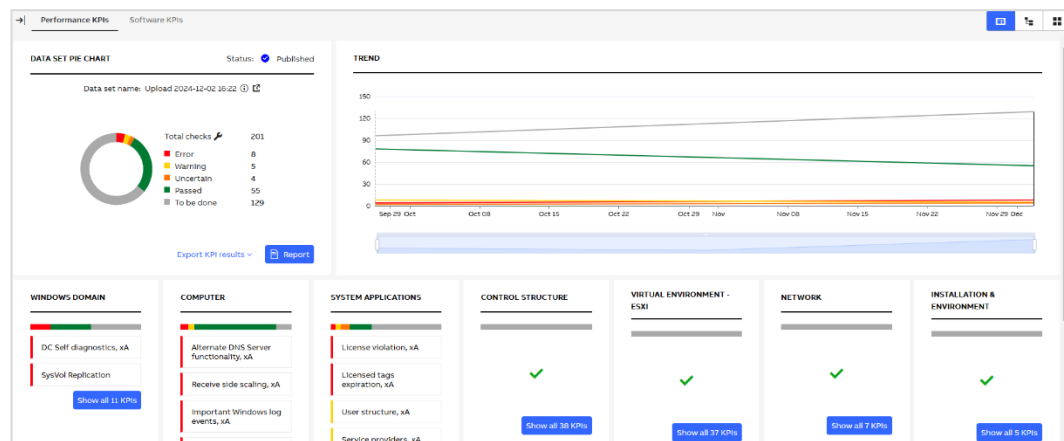 Performance KPIs Software KPIs
DATA SET PIE CHART Status: Published
Data set name: Upload 2024-12-02 16:22
Total checks 201
Error 8
Warning 5
Uncertain 4
Passed 55
To be done 129
Export KPI results Report
TREND
150
120
90
60
30
0
Sep 29 Oct Oct 08 Oct 15 Oct 22 Oct 29 Nov Nov 08 Nov 15 Nov 22 Nov 29 Dec
WINDOWS DOMAIN
DC Self diagnostics, xA
SysVol Replication
Show all 11 KPIs
COMPUTER
Alternate DNS Server
functionality, xA
Receive side scaling, xA
Important Windows log
events, xA
SYSTEM APPLICATIONS
License violation, xA
Licensed tags
expiration, xA
User structure, xA
Service providers, xA
CONTROL STRUCTURE
Show all 38 KPIs
VIRTUAL ENVIRONMENT -
ESXI
Show all 37 KPIs
NETWORK
Show all 7 KPIs
INSTALLATION &
ENVIRONMENT
Show all 5 KPIs